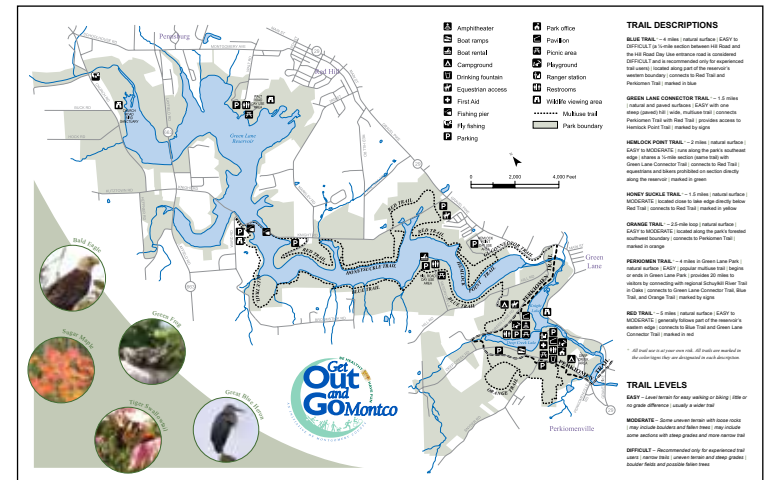 Pennsburg
Red Hill
Green Lane
Reservoir
Green
Lane
Perkiomenville
RED TRAIL
RED TRAIL
RED TRAIL
HONEYSUCKLE TRAIL
BLUE TRAIL
BLUE TRAIL
ORANGE TRAIL
Deep Creek Lake
Amphitheater
Boat ramps
Boat rental
Campground
Drinking fountain
Equestrian access
First Aid
Fishing pier
Fly fishing
Parking
Park office
Pavilion
Picnic area
Playground
Ranger station
Restrooms
Wildlife viewing area
Multiuse trail
Park boundary
0 2,000 4,000 Feet
Bald Eagle
Sugar Maple
Green Frog
Tiger Swallowtail
Great Blue Heron
Get
Out
and
GO Montco
TRAIL DESCRIPTIONS
BLUE TRAIL* – 4 miles | natural surface | EASY to
DIFFICULT (a ½-mile section between Hill Road and
the Hill Road Day Use entrance road is considered
DIFFICULT and is recommended only for experienced
trail users) | located along part of the reservoir's
western boundary | connects to Red Trail and
Perkiomen Trail | marked in blue
GREEN LANE CONNECTOR TRAIL* – 1.5 miles
| natural and paved surfaces | EASY with one
steep (paved) hill | wide, multiuse trail | connects
Perkiomen Trail with Red Trail | provides access to
Hemlock Point Trail | marked by signs
HEMLOCK POINT TRAIL* – 2 miles | natural surface |
EASY to MODERATE | runs along the park's southeast
edge | shares a ½-mile section (same trail) with
Green Lane Connector Trail | connects to Red Trail |
equestrians and bikers prohibited on section directly
along the reservoir | marked in green
HONEY SUCKLE TRAIL* – 1.5 miles | natural surface |
MODERATE | located close to lake edge directly below
Red Trail | connects to Red Trail | marked in yellow
ORANGE TRAIL* – 2.5-mile loop | natural surface |
EASY to MODERATE | located along the park's forested
southwest boundary | connects to Perkiomen Trail |
marked in orange
PERKIOMEN TRAIL* – 4 miles in Green Lane Park |
natural surface | EASY | popular multiuse trail | begins
or ends in Green Lane Park | provides 20 miles to
visitors by connecting with regional Schuylkill River Trail
in Oaks | connects to Green Lane Connector Trail, Blue
Trail, and Orange Trail | marked by signs
RED TRAIL* – 5 miles | natural surface | EASY to
MODERATE | generally follows part of the reservoir's
eastern edge | connects to Blue Trail and Green Lane
Connector Trail | marked in red
* All trail use is at your own risk. All trails are marked in
the color/signs they are designated in each description.
TRAIL LEVELS
EASY – Level terrain for easy walking or biking | little or
no grade difference | usually a wider trail
MODERATE – Some uneven terrain with loose rocks
| may include boulders and fallen trees | may include
some sections with steep grades and more narrow trail
DIFFICULT – Recommended only for experienced trail
users | narrow trails | uneven terrain and steep grades |
boulder fields and possible fallen trees